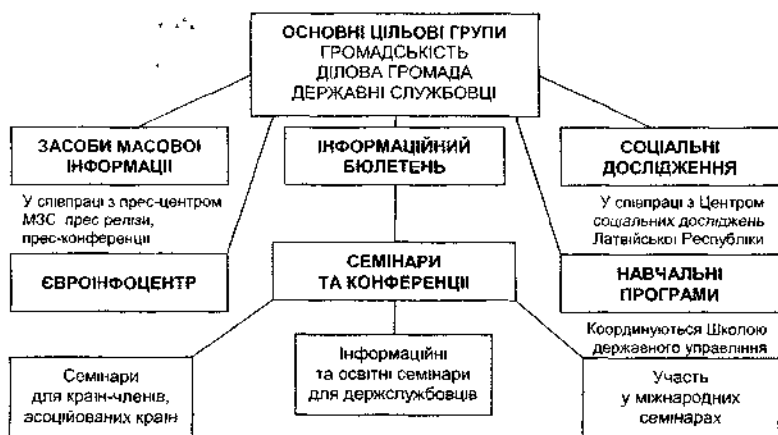 ОСНОВНІ ЦІЛЬОВІ ГРУПИ
ГРОМАДСЬКІСТЬ
ДІЛОВА ГРОМАДА
ДЕРЖАВНІ СЛУЖБОВЦІ
ЗАСОБИ МАСОВОЇ
ІНФОРМАЦІЇ
ІНФОРМАЦІЙНИЙ
БЮЛЕТЕНЬ
СОЦІАЛЬНІ
ДОСЛІДЖЕННЯ
У співпраці з прес-центром
МЗС прес релізи,
прес-конференції
У співпраці з Центром
соціальних досліджень
Латвійської Республіки
ЄВРОІНФОЦЕНТР
СЕМІНАРИ
ТА КОНФЕРЕНЦІЇ
НАВЧАЛЬНІ
ПРОГРАМИ
Координуються Школою
державного управління
Семінари
для країн-членів,
асоційованих країн
Інформаційні
та освітні семінари
для держслужбовців
Участь
у міжнародних
семінарах